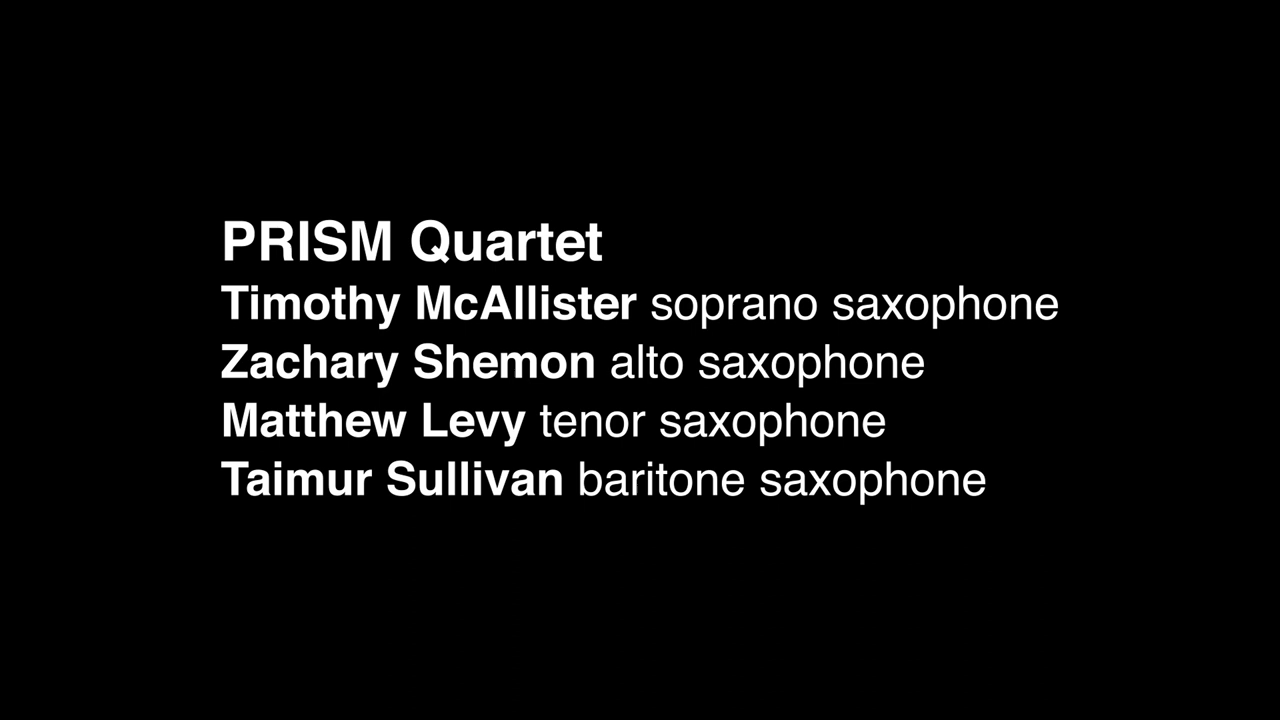 PRISM Quartet
Timothy McAllister soprano saxophone
Zachary Shemon alto saxophone
Matthew Levy tenor saxophone
Taimur Sullivan baritone saxophone